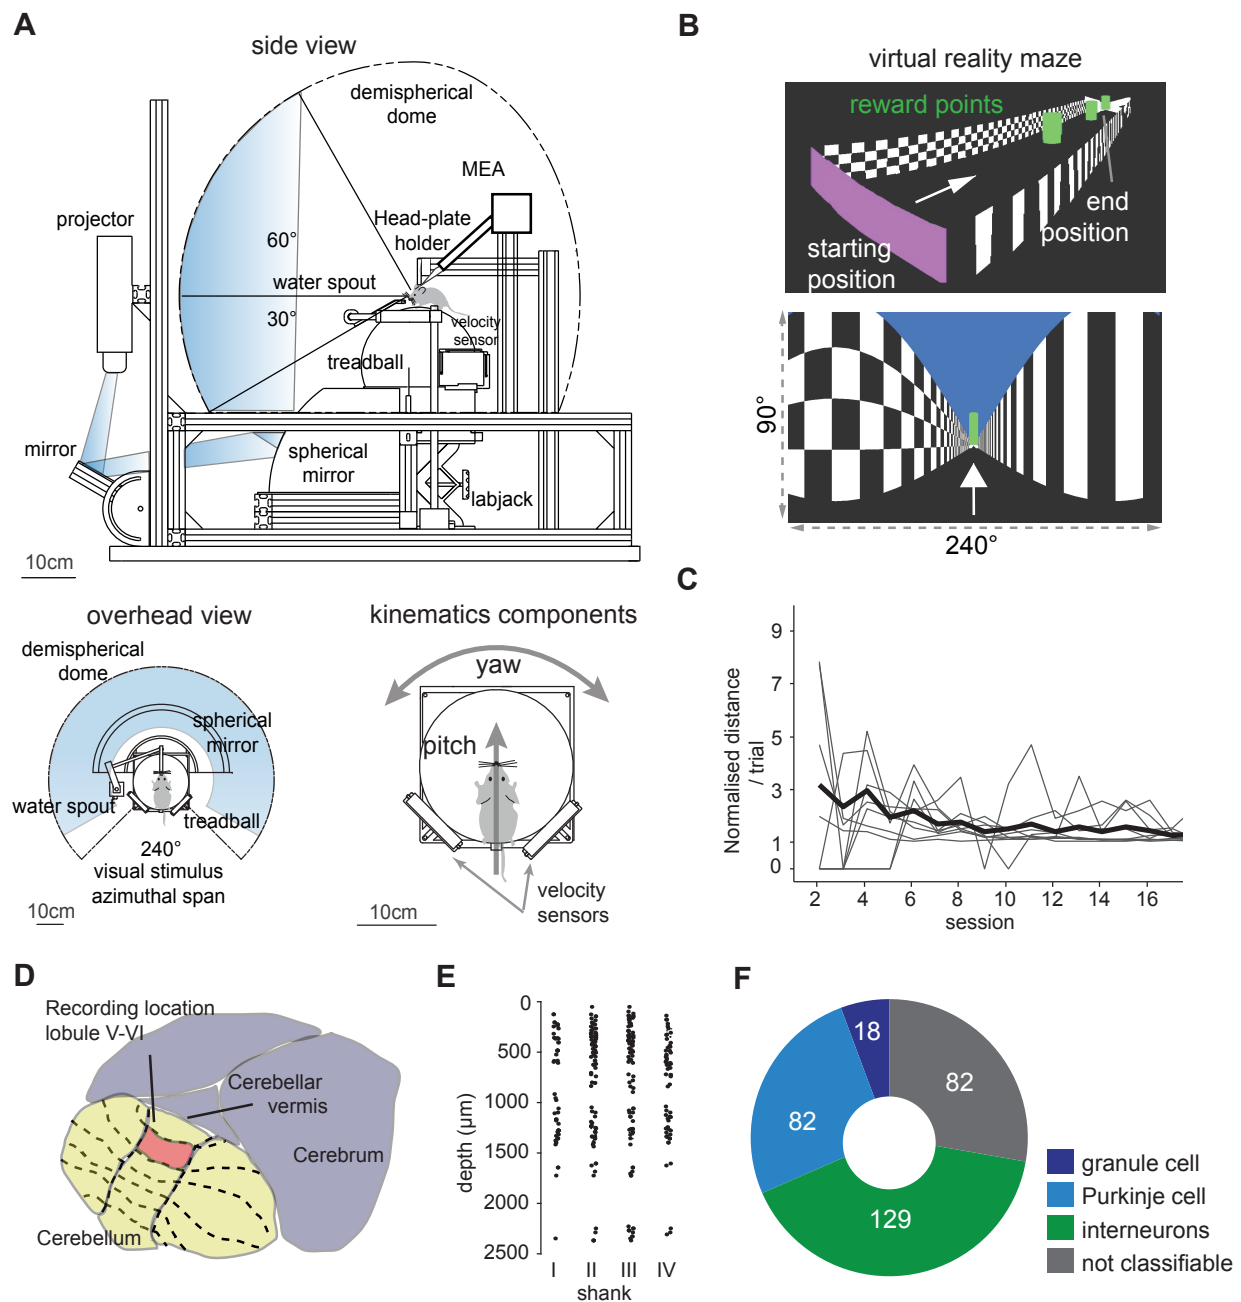 A
side view
demispherical
dome
MEA
projector
Head-plate
holder
60°
water spout
30°
velocity
sensor
treadball
mirror
spherical
mirror
labjack
10cm
overhead view
demispherical
dome
spherical
mirror
water spout
treadball
240°
visual stimulus
azimuthal span
10cm
kinematics components
yaw
pitch
velocity
sensors
10cm
B
virtual reality maze
reward points
end
position
starting
position
90°
240°
C
Normalised distance
/ trial
9
7
5
3
1
0
2
4
6
8
10
12
14
16
session
D
Recording location
lobule V-VI
Cerebellar
vermis
Cerebrum
Cerebellum
E
depth (µm)
0
500
1000
1500
2000
2500
I
II
III
IV
shank
F
18
82
82
129
granule cell
Purkinje cell
interneurons
not classifiable